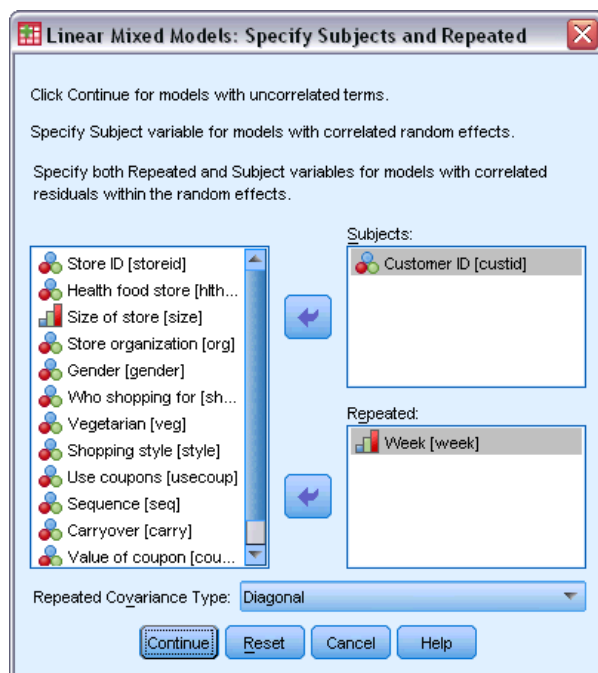 Linear Mixed Models: Specify Subjects and Repeated
Click Continue for models with uncorrelated terms.
Specify Subject variable for models with correlated random effects.
Specify both Repeated and Subject variables for models with correlated
residuals within the random effects.
Store ID [storeid]
Health food store [hlth...
Size of store [size]
Store organization [org]
Gender [gender]
Who shopping for [sh...
Vegetarian [veg]
Shopping style [style]
Use coupons [usecoup]
Sequence [seq]
Carryover [carry]
Value of coupon [cou...
Subjects:
Customer ID [custid]
Repeated:
Week [week]
Repeated Covariance Type: Diagonal
Continue Reset Cancel Help